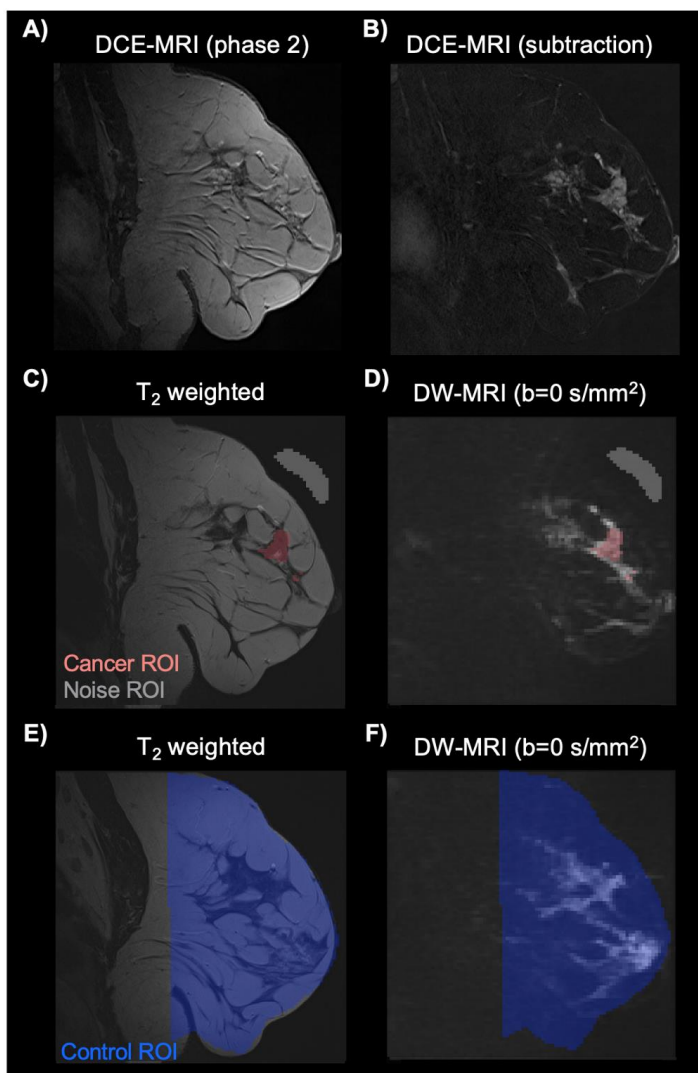 A)
DCE-MRI (phase 2)
B)
DCE-MRI (subtraction)
C)
T₂ weighted
D)
DW-MRI (b=0 s/mm²)
Cancer ROI
Noise ROI
E)
T₂ weighted
F)
DW-MRI (b=0 s/mm²)
Control ROI